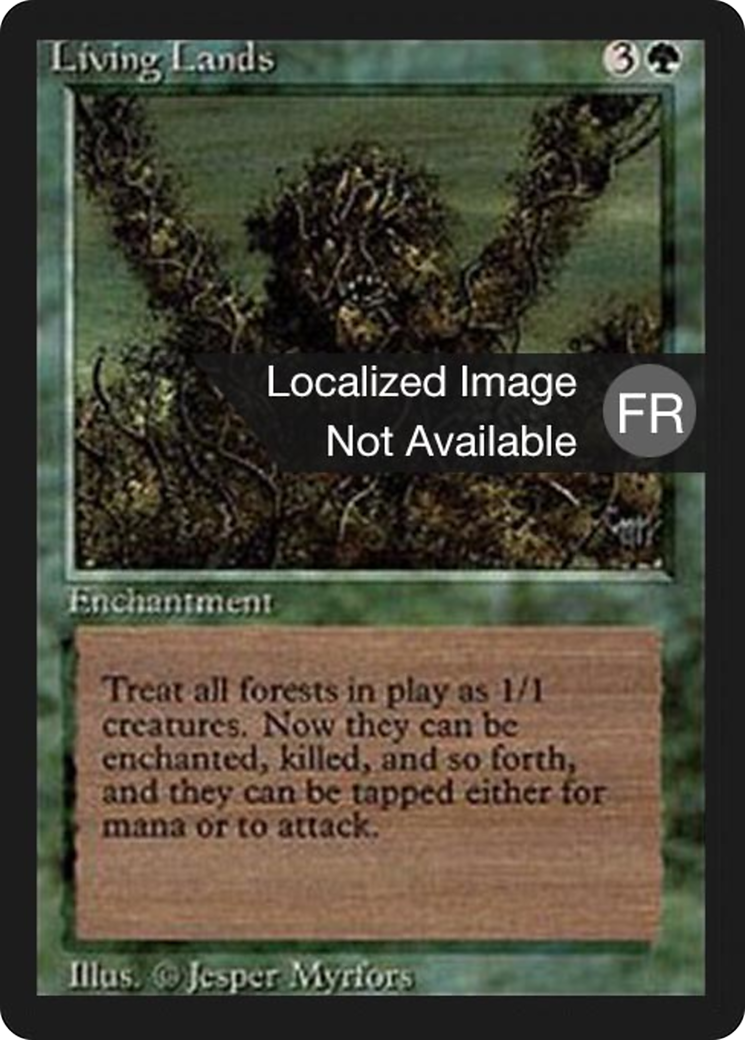 Living Lands
3
Localized Image
Not Available
FR
Enchantment
Treat all forests in play as 1/1
creatures. Now they can be
enchanted, killed, and so forth,
and they can be tapped either for
mana or to attack.
Illus. © Jesper Myrfors